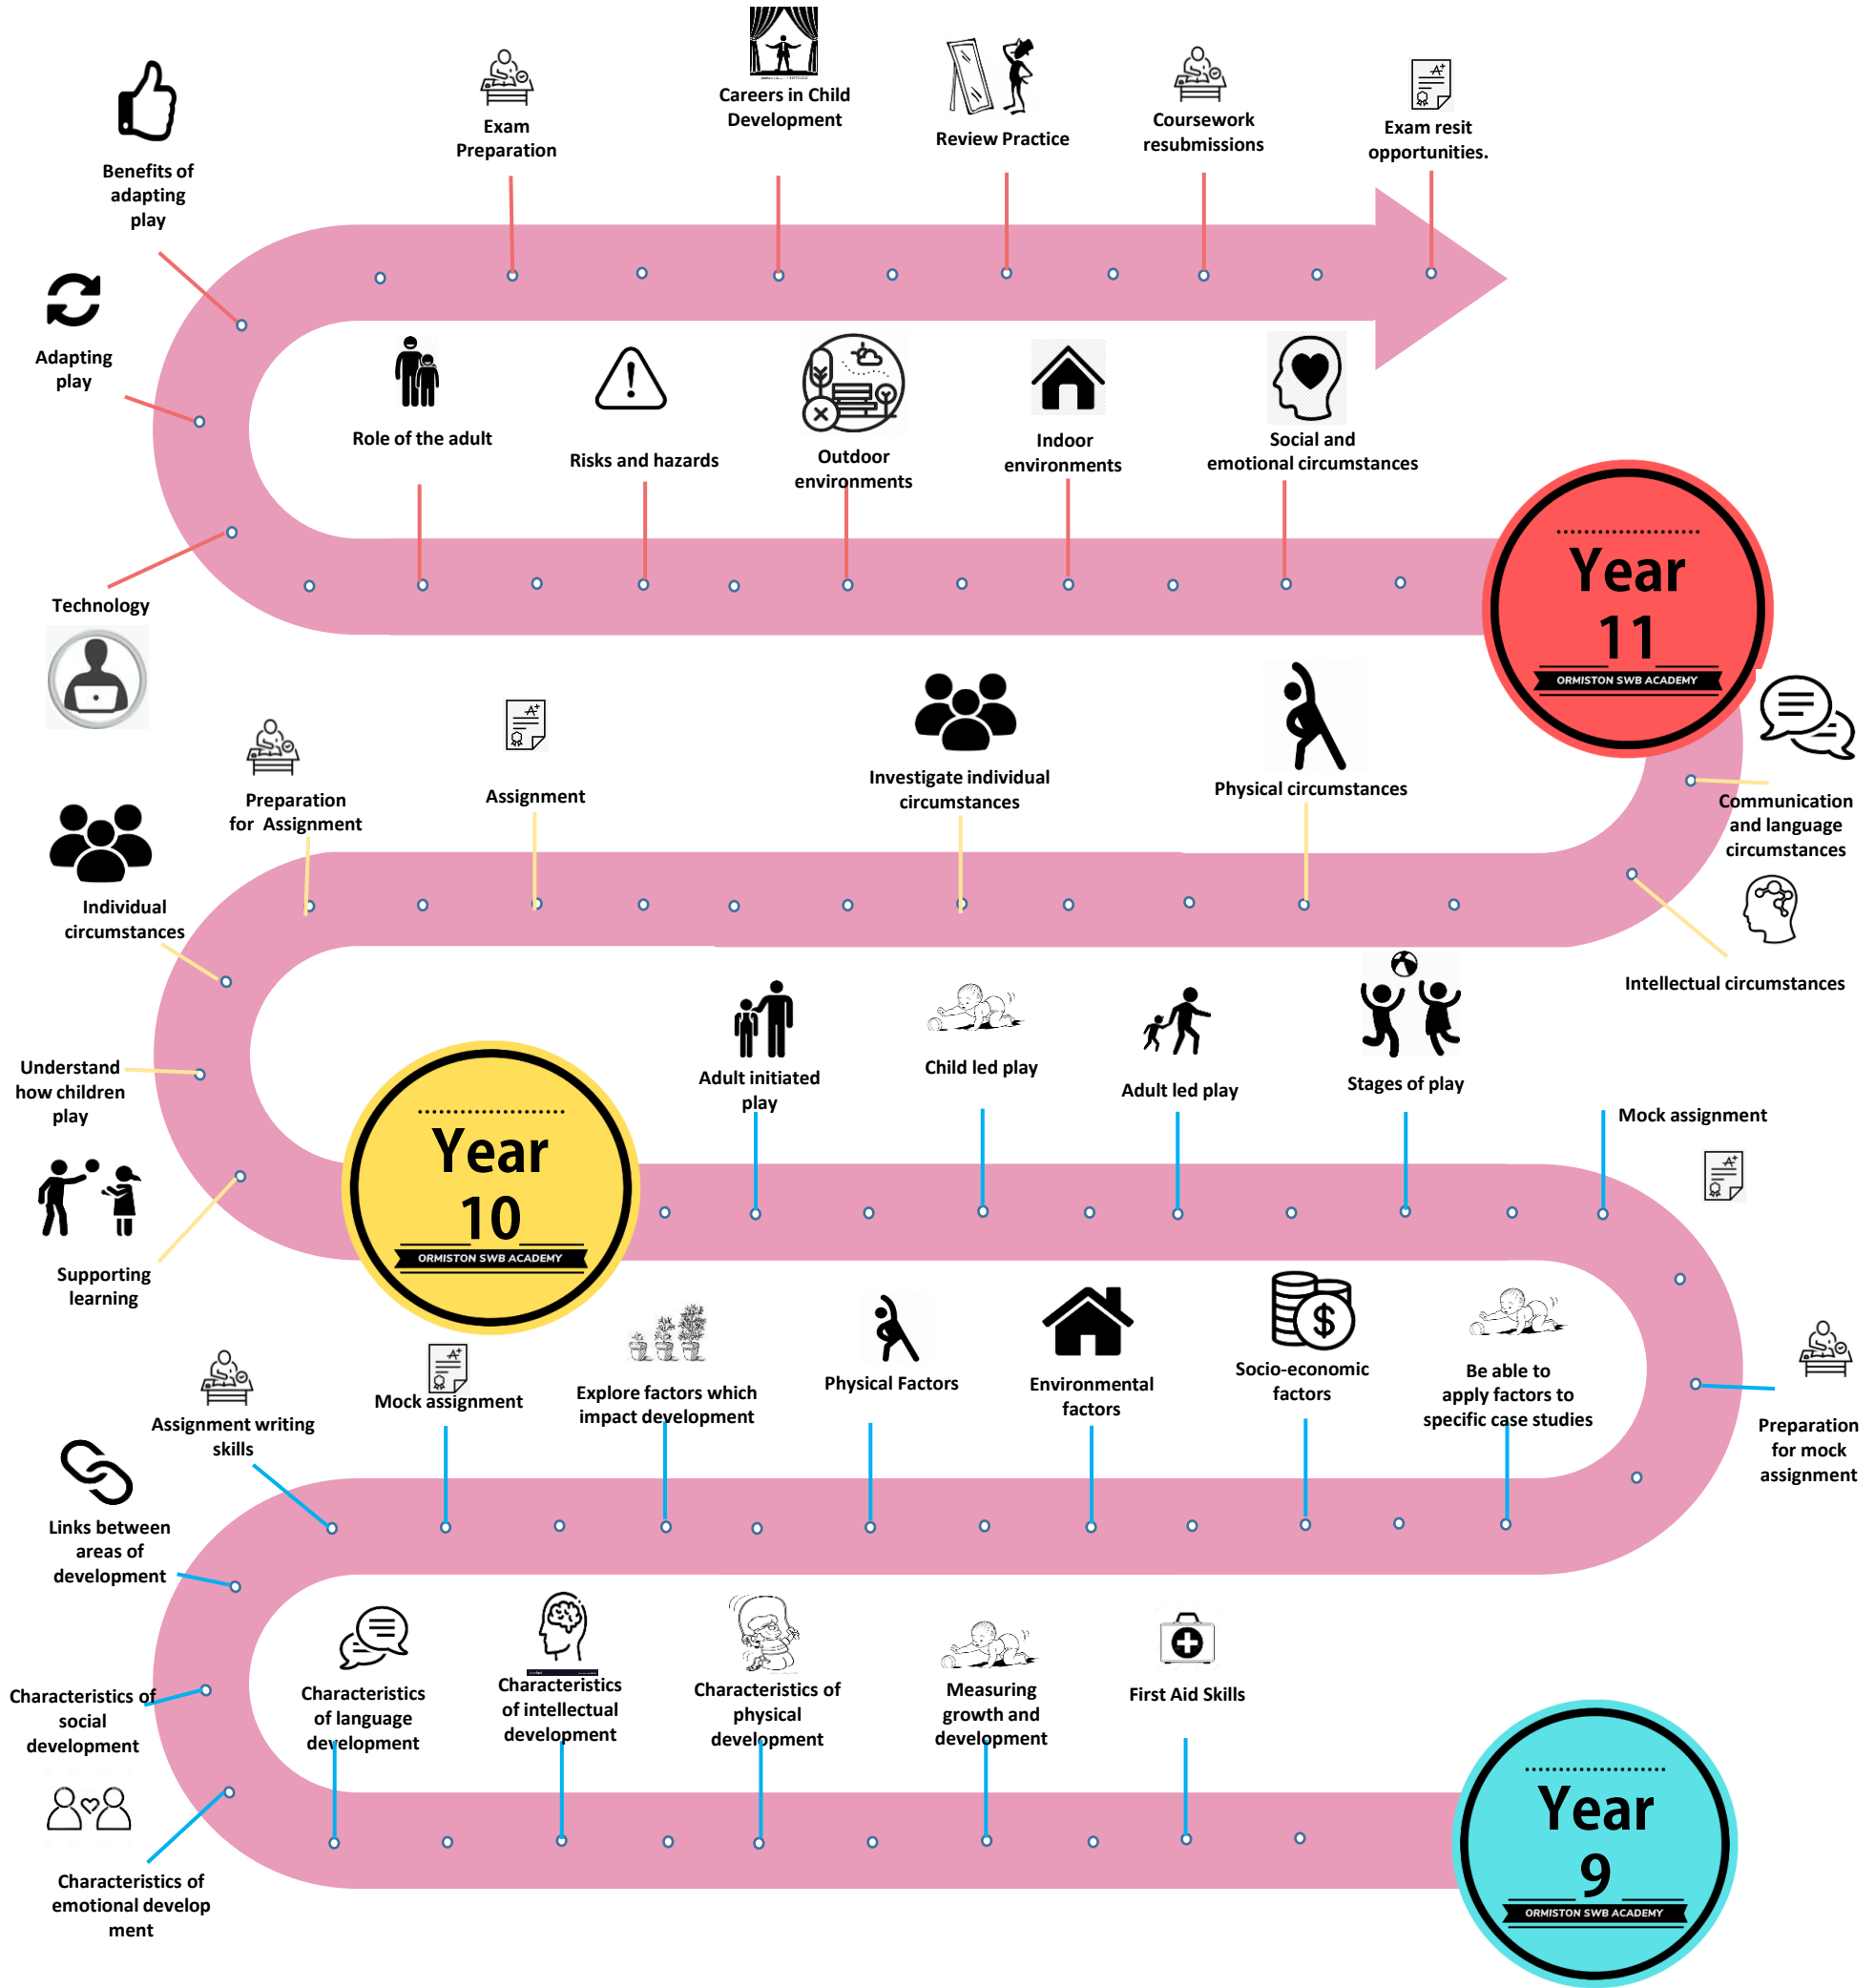 Careers in Child
Development
Exam
Preparation
Review Practice
Coursework
resubmissions
Exam resit
opportunities.
Benefits of
adapting
play
Adapting
play
Role of the adult
Risks and hazards
Outdoor
environments
Indoor
environments
Social and
emotional circumstances
Technology
Year
11
ORMISTON SWB ACADEMY
Preparation
for Assignment
Assignment
Investigate individual
circumstances
Physical circumstances
Communication
and language
circumstances
Individual
circumstances
Intellectual circumstances
Understand
how children
play
Adult initiated
play
Child led play
Adult led play
Stages of play
Mock assignment
Supporting
learning
Year
10
ORMISTON SWB ACADEMY
Assignment writing
skills
Mock assignment
Explore factors which
impact development
Physical Factors
Environmental
factors
Socio-economic
factors
Be able to
apply factors to
specific case studies
Preparation
for mock
assignment
Links between
areas of
development
Characteristics of
social
development
Characteristics
of language
development
Characteristics
of intellectual
development
Characteristics of
physical
development
Measuring
growth and
development
First Aid Skills
Characteristics of
emotional develop
ment
Year
9
ORMISTON SWB ACADEMY
A+
A+
A+
A+